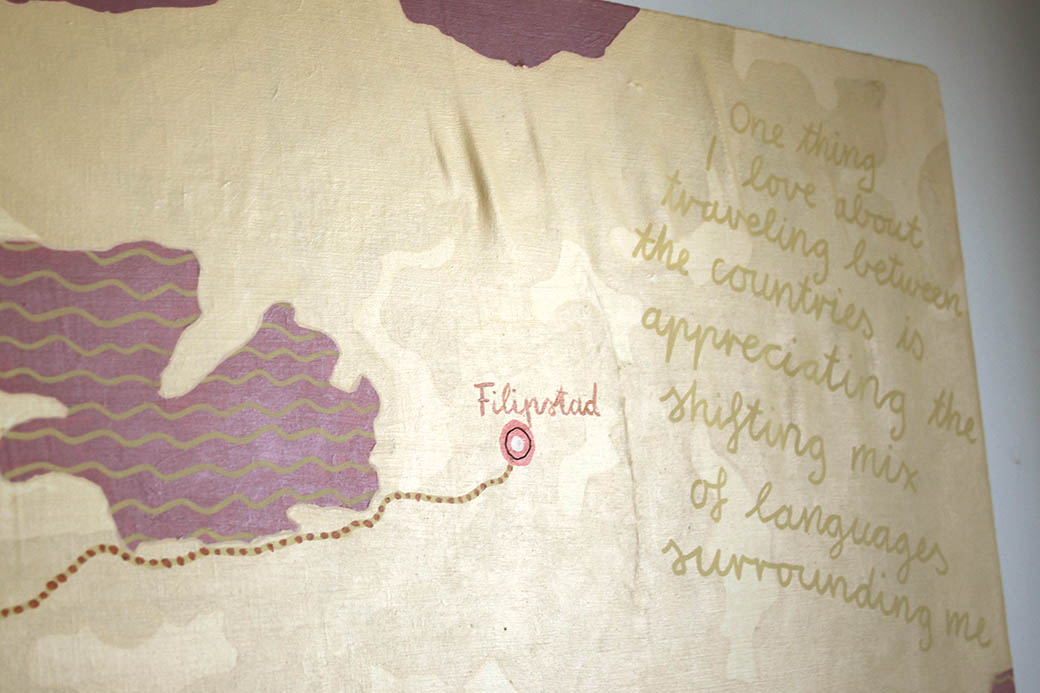 Filipstad
One thing
I love about
traveling between
the countries is
appreciating the
shifting mix
of languages
surrounding me